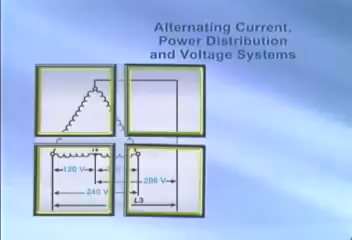 Alternating Current,
Power Distribution
and Voltage Systems
120 V
208 V
240 V
L3